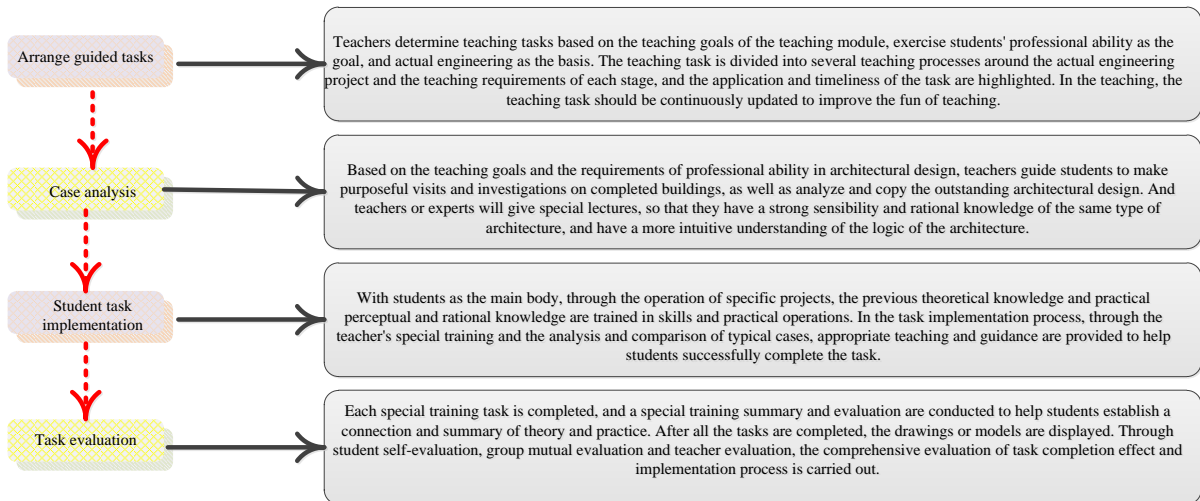 Arrange guided tasks
Teachers determine teaching tasks based on the teaching goals of the teaching module, exercise students' professional ability as the
goal, and actual engineering as the basis. The teaching task is divided into several teaching processes around the actual engineering
project and the teaching requirements of each stage, and the application and timeliness of the task are highlighted. In the teaching, the
teaching task should be continuously updated to improve the fun of teaching.
Case analysis
Based on the teaching goals and the requirements of professional ability in architectural design, teachers guide students to make
purposeful visits and investigations on completed buildings, as well as analyze and copy the outstanding architectural design. And
teachers or experts will give special lectures, so that they have a strong sensibility and rational knowledge of the same type of
architecture, and have a more intuitive understanding of the logic of the architecture.
Student task
implementation
With students as the main body, through the operation of specific projects, the previous theoretical knowledge and practical
perceptual and rational knowledge are trained in skills and practical operations. In the task implementation process, through the
teacher's special training and the analysis and comparison of typical cases, appropriate teaching and guidance are provided to help
students successfully complete the task.
Task evaluation
Each special training task is completed, and a special training summary and evaluation are conducted to help students establish a
connection and summary of theory and practice. After all the tasks are completed, the drawings or models are displayed. Through
student self-evaluation, group mutual evaluation and teacher evaluation, the comprehensive evaluation of task completion effect and
implementation process is carried out.